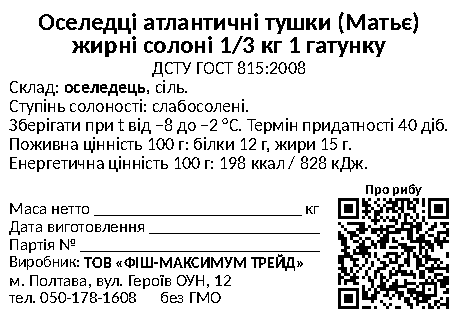 Оселедці атлантичні тушки (Матьє)
жирні солоні 1/3 кг 1 гатунку
ДСТУ ГОСТ 815:2008
Склад: оселедець, сіль.
Ступінь солоності: слабосолені.
Зберігати при t від –8 до –2 °С. Термін придатності 40 діб.
Поживна цінність 100 г: білки 12 г, жири 15 г.
Енергетична цінність 100 г: 198 ккал / 828 кДж.
Про рибу
Маса нетто ____________________ кг
Дата виготовлення ____________________
Партія № ____________________
Виробник: ТОВ «ФІШ-МАКСИМУМ ТРЕЙД»
м. Полтава, вул. Героїв ОУН, 12
тел. 050-178-1608 без ГМО